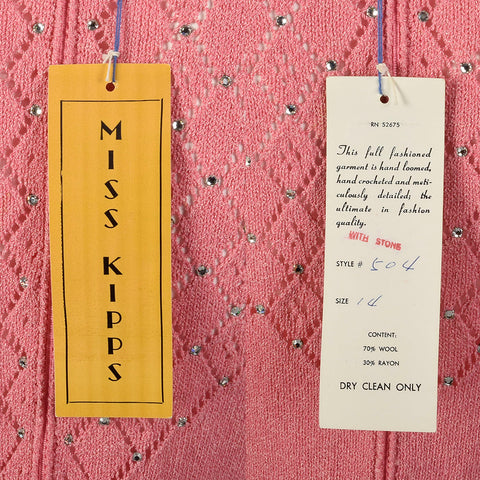 MISS KIPPS
RN 52675
This full fashioned
garment is hand loomed,
hand crocheted and meti-
culously detailed; the
ultimate in fashion
quality.
WITH STONE
STYLE # 504
SIZE 14
CONTENT:
70% WOOL
30% RAYON
DRY CLEAN ONLY